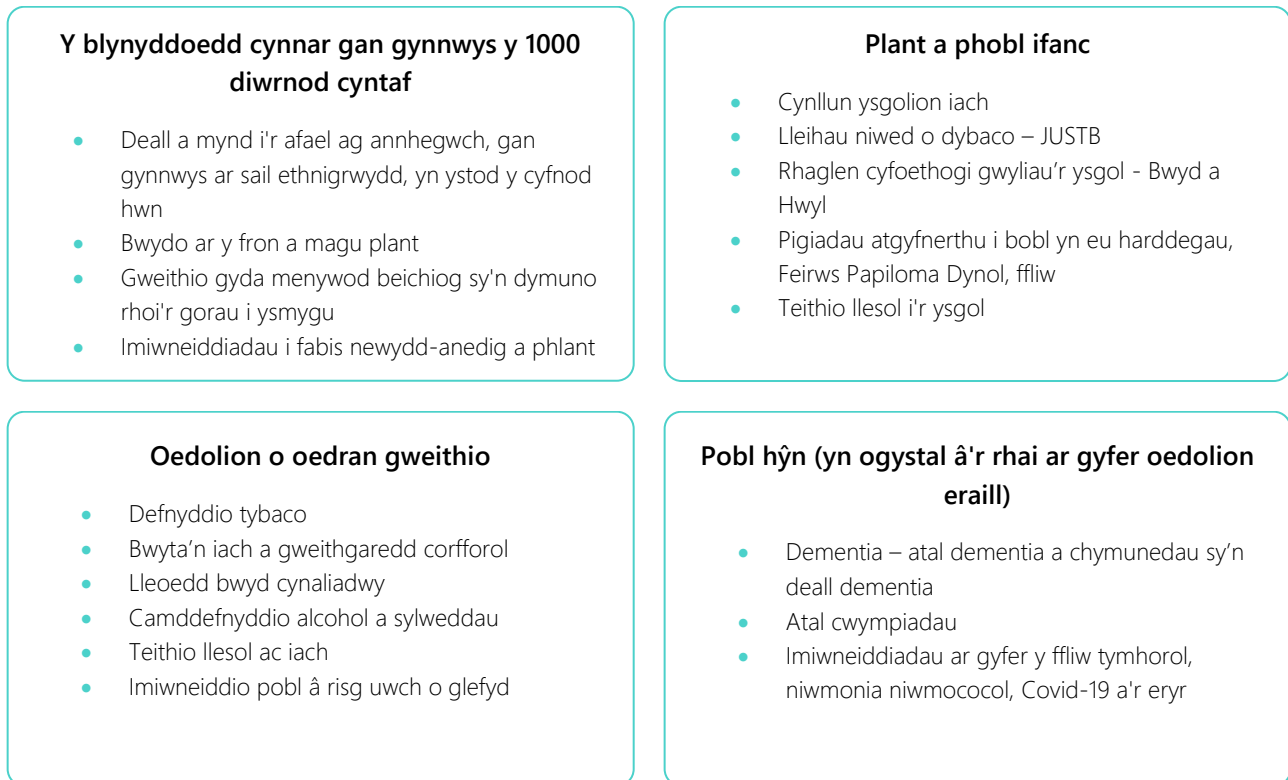 Y blynyddoedd cynnar gan gynnwys y 1000
diwrnod cyntaf
• Deall a mynd i'r afael ag annhegwch, gan
gynnwys ar sail ethnigrwydd, yn ystod y cyfnod
hwn
• Bwydo ar y fron a magu plant
• Gweithio gyda menywod beichiog sy'n dymuno
rhoi'r gorau i ysmygu
• Imiwneiddiadau i fabis newydd-anedig a phlant
Plant a phobl ifanc
• Cynllun ysgolion iach
• Lleihau niwed o dybaco – JUSTB
• Rhaglen cyfoethogi gwyliau’r ysgol - Bwyd a
Hwyl
• Pigiadau atgyfnerthu i bobl yn eu harddegau,
Feirws Papiloma Dynol, ffliw
• Teithio llesol i'r ysgol
Oedolion o oedran gweithio
• Defnyddio tybaco
• Bwyta’n iach a gweithgaredd corfforol
• Lleoedd bwyd cynaliadwy
• Camddefnyddio alcohol a sylweddau
• Teithio llesol ac iach
• Imiwneiddio pobl â risg uwch o glefyd
Pobl hŷn (yn ogystal â'r rhai ar gyfer oedolion
eraill)
• Dementia – atal dementia a chymunedau sy’n
deall dementia
• Atal cwympiadau
• Imiwneiddiadau ar gyfer y ffliw tymhorol,
niwmonia niwmococol, Covid-19 a'r eryr